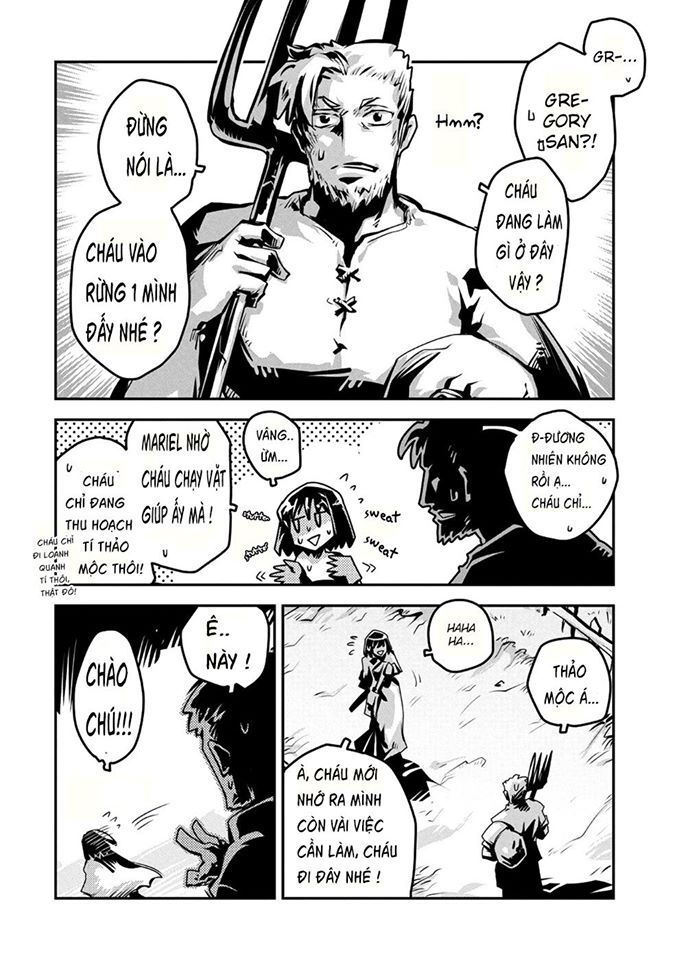 GR-...
GRE-
GORY
SAN?!
CHÁU
ĐANG LÀM
GÌ Ở ĐÂY
VẬY ?
Hmm?
ĐỪNG
NÓI LÀ...
CHÁU VÀO
RỪNG 1 MÌNH
ĐẤY NHÉ ?
Đ-ĐƯƠNG
NHIÊN KHÔNG
RỒI Ạ...
CHÁU CHỈ...
VÂNG..
ỪM..
sweat
sweat
MARIEL NHỜ
CHÁU CHẠY VẶT
GIÚP ẤY MÀ !
CHÁU
CHỈ ĐANG
THU HOẠCH
TÍ THẢO
MỘC THÔI!
CHÁU CHỈ
ĐI LOANH
QUANH
TÍ THÔI,
THẬT ĐÓ!
THẢO
MỘC Á...
HAHA
HA...
À, CHÁU MỚI
NHỚ RA MÌNH
CÒN VÀI VIỆC
CẦN LÀM, CHÁU
ĐI ĐÂY NHÉ !
Ê..
NÀY !
CHÀO
CHÚ!!!